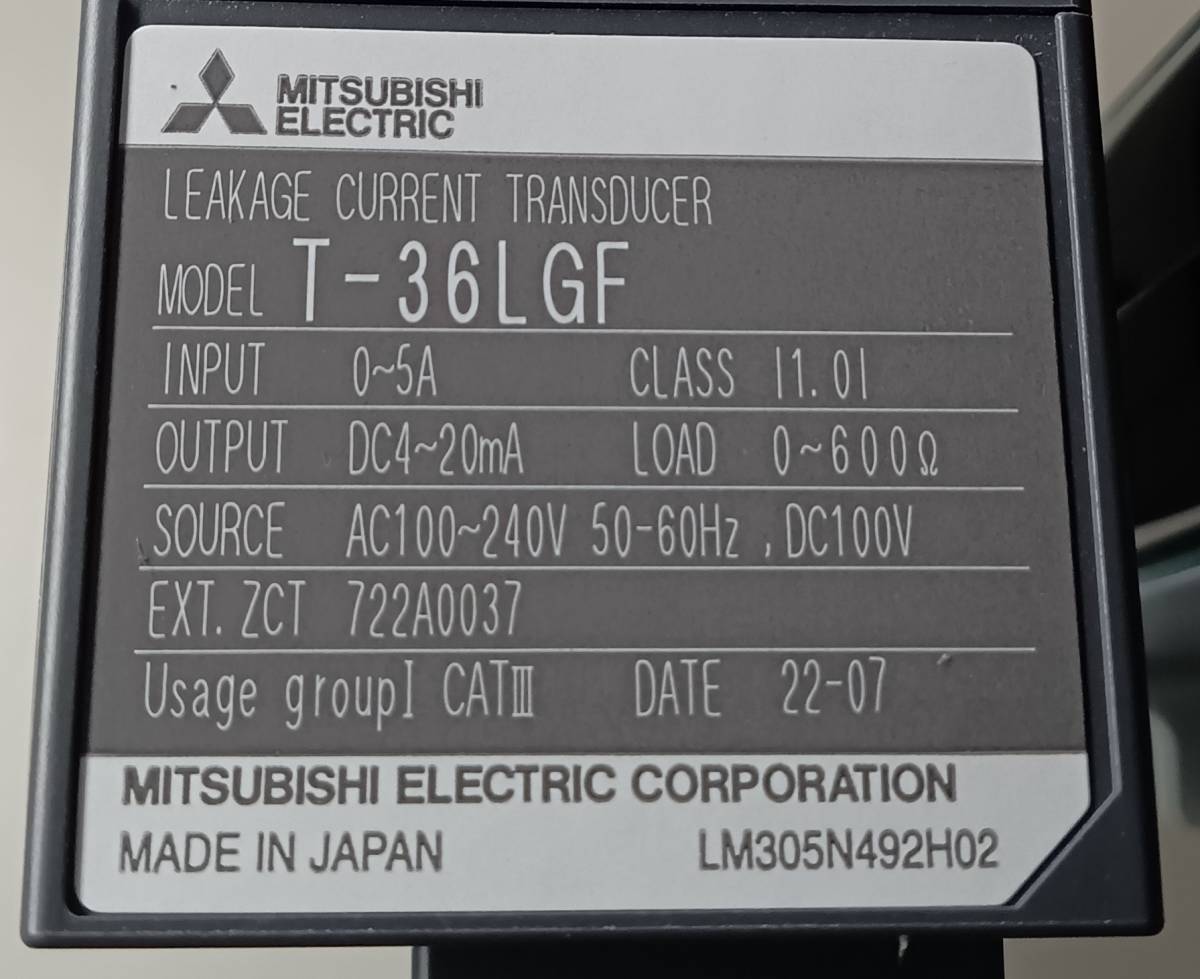 MITSUBISHI
ELECTRIC
LEAKAGE CURRENT TRANSDUCER
MODEL T-36LGF
INPUT 0~5A CLASS |1.0|
OUTPUT DC4~20mA LOAD 0~600Ω
SOURCE AC100~240V 50-60Hz , DC100V
EXT. ZCT 722A0037
Usage groupⅠ CATⅢ DATE 22-07
MITSUBISHI ELECTRIC CORPORATION
MADE IN JAPAN LM305N492H02